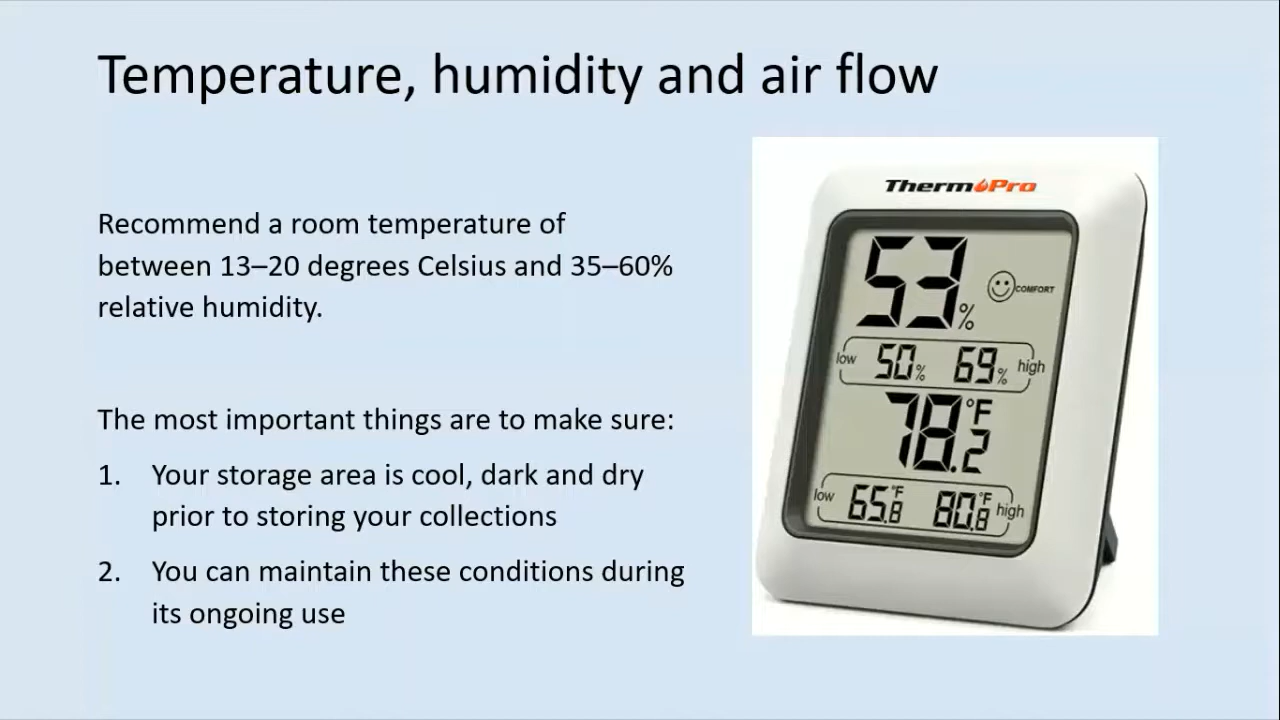 Temperature, humidity and air flow
Recommend a room temperature of
between 13–20 degrees Celsius and 35–60%
relative humidity.
The most important things are to make sure:
1. Your storage area is cool, dark and dry
prior to storing your collections
2. You can maintain these conditions during
its ongoing use
ThermoPro
53% COMFORT
low 50% 69% high
78.2°F
low 65.8°F 80.8°F high